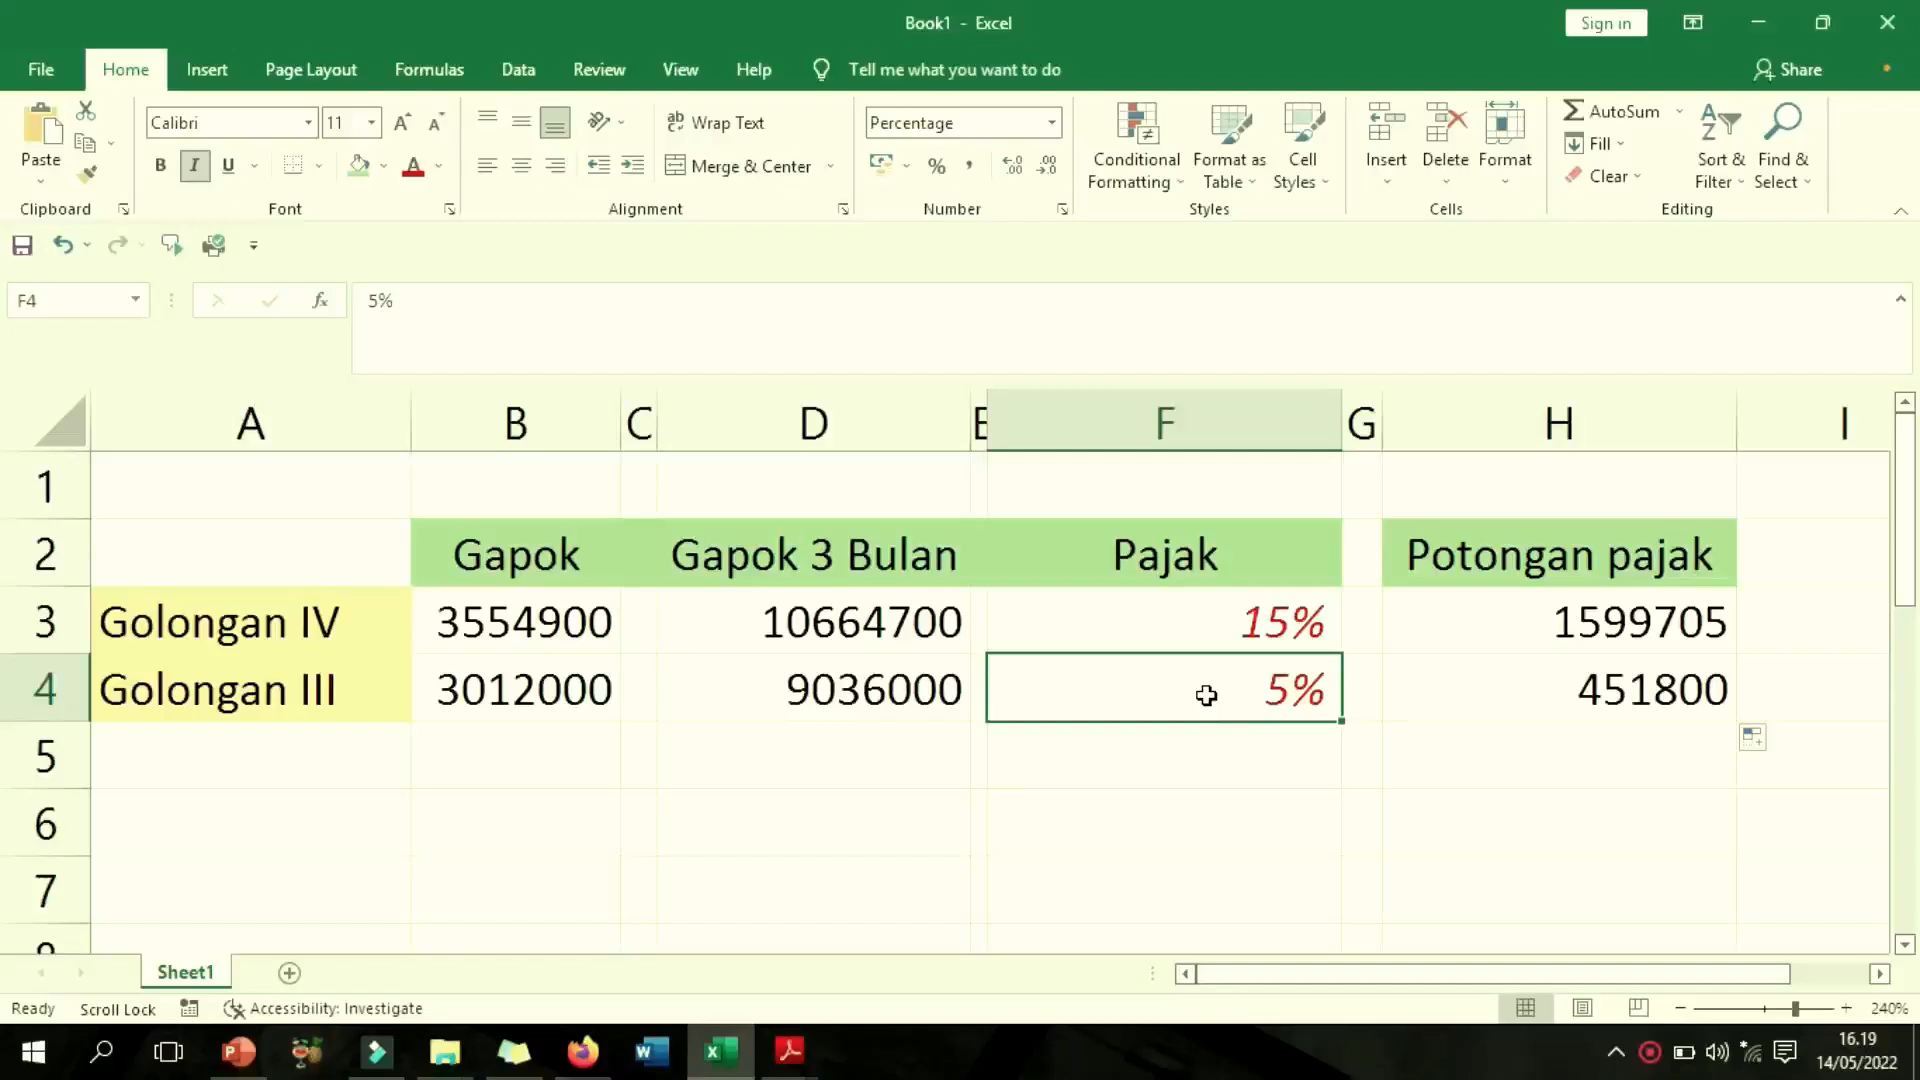 Book1 - Excel
Sign in
File Home Insert Page Layout Formulas Data Review View Help Tell me what you want to do Share
Paste
Clipboard
Calibri 11
B I U
Font
Wrap Text
Merge & Center
Alignment
Percentage
%
Number
Conditional Formatting
Format as Table
Cell Styles
Styles
Insert Delete Format
Cells
AutoSum
Fill
Clear
Sort & Filter
Find & Select
Editing
F4 fx 5%
A B C D E F G H I
1
2 Gapok Gapok 3 Bulan Pajak Potongan pajak
3 Golongan IV 3554900 10664700 15% 1599705
4 Golongan III 3012000 9036000 5% 451800
5
6
7
Sheet1
Ready Scroll Lock Accessibility: Investigate 240%
16.19
14/05/2022